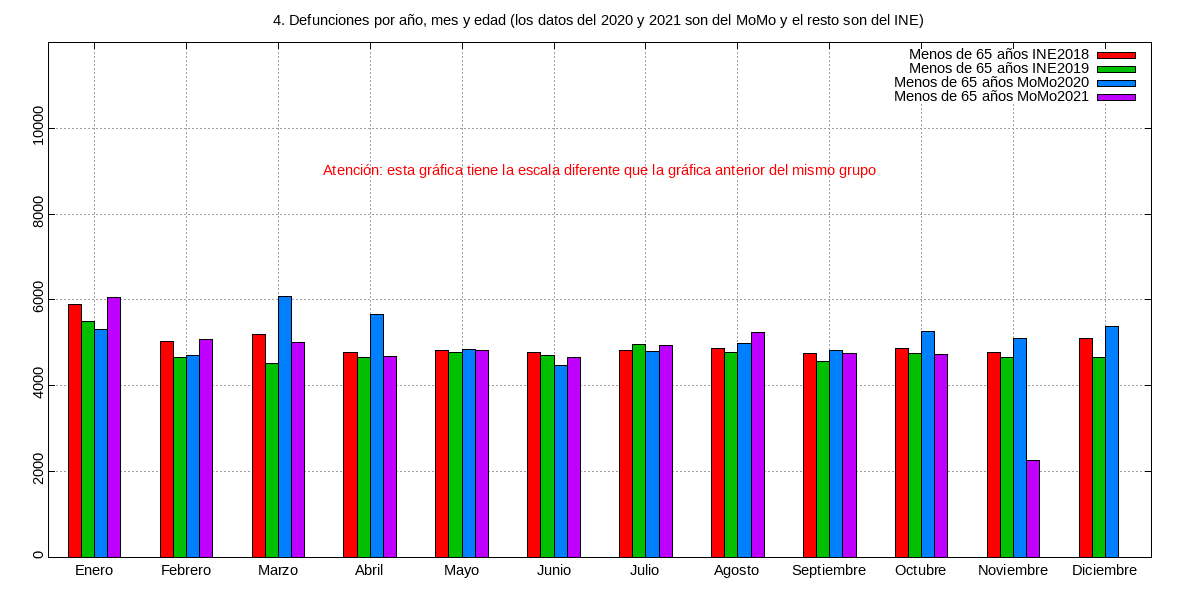 4. Defunciones por año, mes y edad (los datos del 2020 y 2021 son del MoMo y el resto son del INE)
Menos de 65 años INE2018
Menos de 65 años INE2019
Menos de 65 años MoMo2020
Menos de 65 años MoMo2021
Atención: esta gráfica tiene la escala diferente que la gráfica anterior del mismo grupo
10000
8000
6000
4000
2000
0
Enero Febrero Marzo Abril Mayo Junio Julio Agosto Septiembre Octubre Noviembre Diciembre